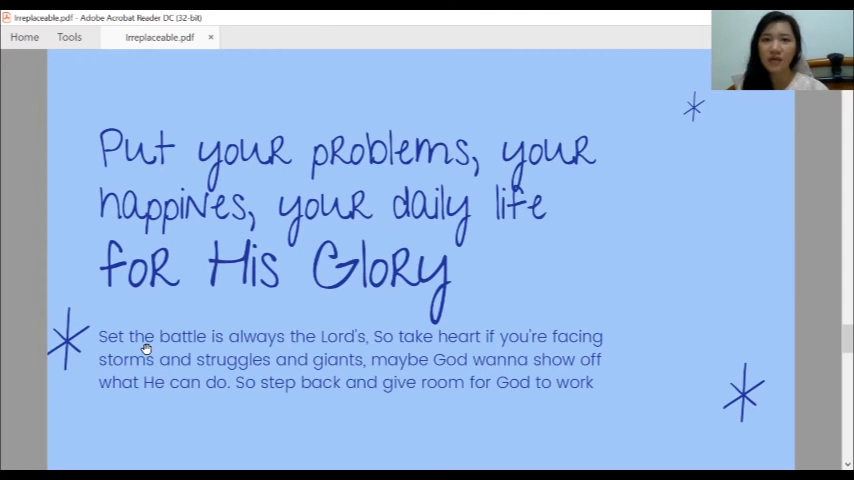 Irreplaceable.pdf - Adobe Acrobat Reader DC (32-bit)
Home Tools Irreplaceable.pdf ×
Put your problems, your
happines, your daily life
for His Glory
Set the battle is always the Lord's, So take heart if you're facing
storms and struggles and giants, maybe God wanna show off
what He can do. So step back and give room for God to work